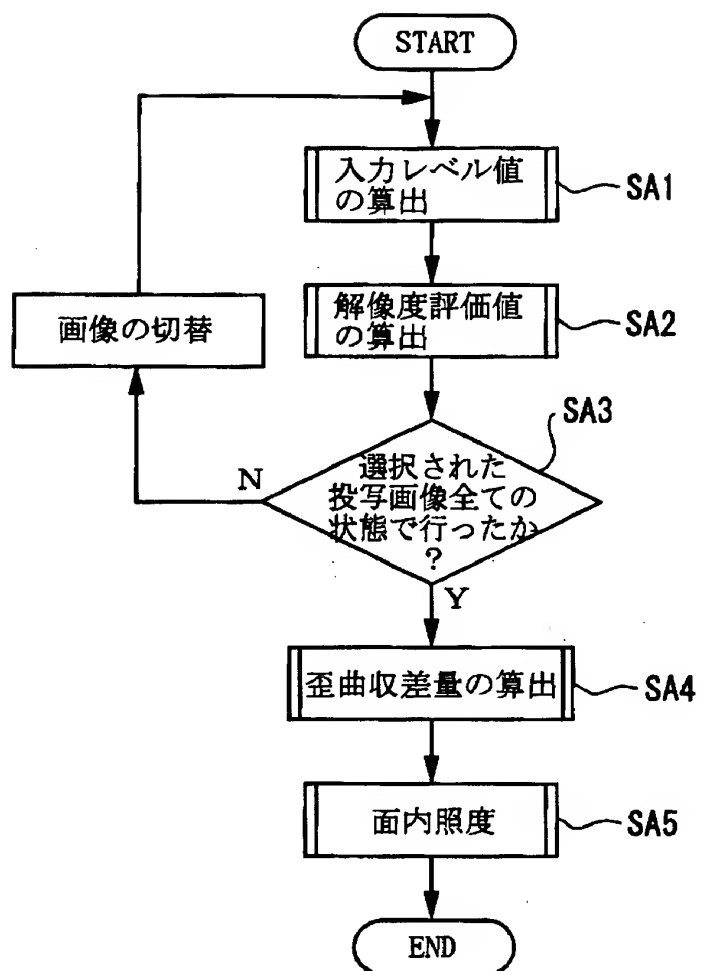 START
入力レベル値
の算出
SA1
解像度評価値
の算出
SA2
画像の切替
SA3
選択された
投写画像全ての
状態で行ったか
?
N
Y
歪曲収差量の算出
SA4
面内照度
SA5
END